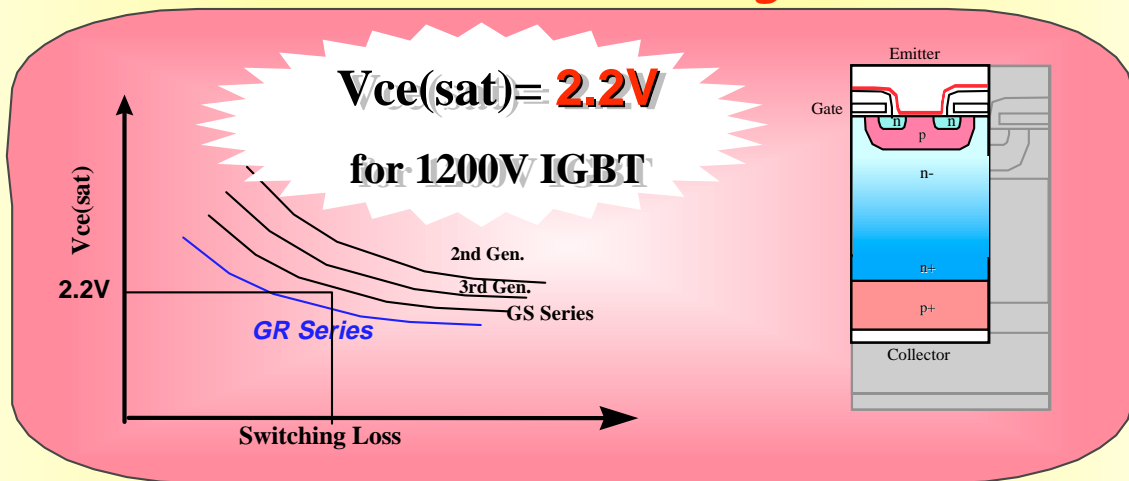 Vce(sat)= 2.2V
for 1200V IGBT
Vce(sat)
2.2V
2nd Gen.
3rd Gen.
GS Series
GR Series
Switching Loss
Emitter
Gate
n
n
p
n-
n+
p+
Collector